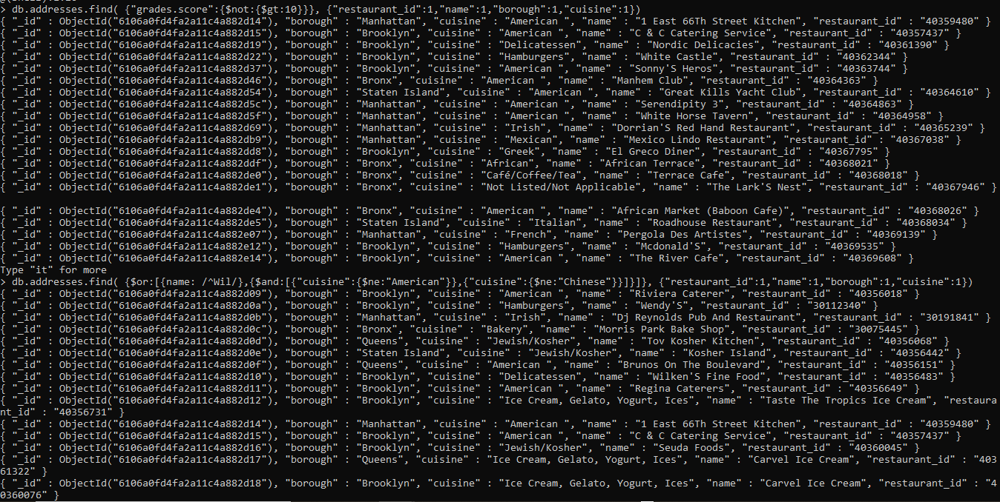 > db.addresses.find( {"grades.score":{$not:{$gt:10}}}, {"restaurant_id":1,"name":1,"borough":1,"cuisine":1})
{ "_id" : ObjectId("6106a0fd4fa2a11c4a882d14"), "borough" : "Manhattan", "cuisine" : "American ", "name" : "1 East 66Th Street Kitchen", "restaurant_id" : "40359480" }
{ "_id" : ObjectId("6106a0fd4fa2a11c4a882d15"), "borough" : "Brooklyn", "cuisine" : "American ", "name" : "C & C Catering Service", "restaurant_id" : "40357437" }
{ "_id" : ObjectId("6106a0fd4fa2a11c4a882d19"), "borough" : "Brooklyn", "cuisine" : "Delicatessen", "name" : "Nordic Delicacies", "restaurant_id" : "40361390" }
{ "_id" : ObjectId("6106a0fd4fa2a11c4a882d22"), "borough" : "Brooklyn", "cuisine" : "Hamburgers", "name" : "White Castle", "restaurant_id" : "40362344" }
{ "_id" : ObjectId("6106a0fd4fa2a11c4a882d37"), "borough" : "Brooklyn", "cuisine" : "American ", "name" : "Sonny'S Heros", "restaurant_id" : "40363744" }
{ "_id" : ObjectId("6106a0fd4fa2a11c4a882d46"), "borough" : "Bronx", "cuisine" : "American ", "name" : "Manhem Club", "restaurant_id" : "40364363" }
{ "_id" : ObjectId("6106a0fd4fa2a11c4a882d54"), "borough" : "Staten Island", "cuisine" : "American ", "name" : "Great Kills Yacht Club", "restaurant_id" : "40364610" }
{ "_id" : ObjectId("6106a0fd4fa2a11c4a882d5c"), "borough" : "Manhattan", "cuisine" : "American ", "name" : "Serendipity 3", "restaurant_id" : "40364863" }
{ "_id" : ObjectId("6106a0fd4fa2a11c4a882d5f"), "borough" : "Manhattan", "cuisine" : "American ", "name" : "White Horse Tavern", "restaurant_id" : "40364958" }
{ "_id" : ObjectId("6106a0fd4fa2a11c4a882d69"), "borough" : "Manhattan", "cuisine" : "Irish", "name" : "Dorrian'S Red Hand Restaurant", "restaurant_id" : "40365239" }
{ "_id" : ObjectId("6106a0fd4fa2a11c4a882db9"), "borough" : "Manhattan", "cuisine" : "Mexican", "name" : "Mexico Lindo Restaurant", "restaurant_id" : "40367038" }
{ "_id" : ObjectId("6106a0fd4fa2a11c4a882dd8"), "borough" : "Brooklyn", "cuisine" : "Greek", "name" : "El Greco Diner", "restaurant_id" : "40367795" }
{ "_id" : ObjectId("6106a0fd4fa2a11c4a882ddf"), "borough" : "Bronx", "cuisine" : "African", "name" : "African Terrace", "restaurant_id" : "40368021" }
{ "_id" : ObjectId("6106a0fd4fa2a11c4a882de0"), "borough" : "Bronx", "cuisine" : "Café/Coffee/Tea", "name" : "Terrace Cafe", "restaurant_id" : "40368018" }
{ "_id" : ObjectId("6106a0fd4fa2a11c4a882de1"), "borough" : "Bronx", "cuisine" : "Not Listed/Not Applicable", "name" : "The Lark'S Nest", "restaurant_id" : "40367946" }
{ "_id" : ObjectId("6106a0fd4fa2a11c4a882de4"), "borough" : "Bronx", "cuisine" : "American ", "name" : "African Market (Baboon Cafe)", "restaurant_id" : "40368026" }
{ "_id" : ObjectId("6106a0fd4fa2a11c4a882de5"), "borough" : "Staten Island", "cuisine" : "Italian", "name" : "Roadhouse Restaurant", "restaurant_id" : "40368034" }
{ "_id" : ObjectId("6106a0fd4fa2a11c4a882e07"), "borough" : "Manhattan", "cuisine" : "French", "name" : "Pergola Des Artistes", "restaurant_id" : "40369139" }
{ "_id" : ObjectId("6106a0fd4fa2a11c4a882e12"), "borough" : "Brooklyn", "cuisine" : "Hamburgers", "name" : "Mcdonald'S", "restaurant_id" : "40369535" }
{ "_id" : ObjectId("6106a0fd4fa2a11c4a882e14"), "borough" : "Brooklyn", "cuisine" : "American ", "name" : "The River Cafe", "restaurant_id" : "40369608" }
Type "it" for more
> db.addresses.find( {$or:[{name: /^Wil/},{$and:[{"cuisine":{$ne:"American"}},{"cuisine":{$ne:"Chinese"}}]}]}, {"restaurant_id":1,"name":1,"borough":1,"cuisine":1})
{ "_id" : ObjectId("6106a0fd4fa2a11c4a882d09"), "borough" : "Brooklyn", "cuisine" : "American ", "name" : "Riviera Caterer", "restaurant_id" : "40356018" }
{ "_id" : ObjectId("6106a0fd4fa2a11c4a882d0a"), "borough" : "Brooklyn", "cuisine" : "Hamburgers", "name" : "Wendy'S", "restaurant_id" : "30112340" }
{ "_id" : ObjectId("6106a0fd4fa2a11c4a882d0b"), "borough" : "Manhattan", "cuisine" : "Irish", "name" : "Dj Reynolds Pub And Restaurant", "restaurant_id" : "30191841" }
{ "_id" : ObjectId("6106a0fd4fa2a11c4a882d0c"), "borough" : "Bronx", "cuisine" : "Bakery", "name" : "Morris Park Bake Shop", "restaurant_id" : "30075445" }
{ "_id" : ObjectId("6106a0fd4fa2a11c4a882d0d"), "borough" : "Queens", "cuisine" : "Jewish/Kosher", "name" : "Tov Kosher Kitchen", "restaurant_id" : "40356068" }
{ "_id" : ObjectId("6106a0fd4fa2a11c4a882d0e"), "borough" : "Staten Island", "cuisine" : "Jewish/Kosher", "name" : "Kosher Island", "restaurant_id" : "40356442" }
{ "_id" : ObjectId("6106a0fd4fa2a11c4a882d0f"), "borough" : "Queens", "cuisine" : "American ", "name" : "Brunos On The Boulevard", "restaurant_id" : "40356151" }
{ "_id" : ObjectId("6106a0fd4fa2a11c4a882d10"), "borough" : "Brooklyn", "cuisine" : "Delicatessen", "name" : "Wilken'S Fine Food", "restaurant_id" : "40356483" }
{ "_id" : ObjectId("6106a0fd4fa2a11c4a882d11"), "borough" : "Brooklyn", "cuisine" : "American ", "name" : "Regina Caterers", "restaurant_id" : "40356649" }
{ "_id" : ObjectId("6106a0fd4fa2a11c4a882d12"), "borough" : "Brooklyn", "cuisine" : "Ice Cream, Gelato, Yogurt, Ices", "name" : "Taste The Tropics Ice Cream", "restaura
nt_id" : "40356731" }
{ "_id" : ObjectId("6106a0fd4fa2a11c4a882d14"), "borough" : "Manhattan", "cuisine" : "American ", "name" : "1 East 66Th Street Kitchen", "restaurant_id" : "40359480" }
{ "_id" : ObjectId("6106a0fd4fa2a11c4a882d15"), "borough" : "Brooklyn", "cuisine" : "American ", "name" : "C & C Catering Service", "restaurant_id" : "40357437" }
{ "_id" : ObjectId("6106a0fd4fa2a11c4a882d16"), "borough" : "Brooklyn", "cuisine" : "Jewish/Kosher", "name" : "Seuda Foods", "restaurant_id" : "40360045" }
{ "_id" : ObjectId("6106a0fd4fa2a11c4a882d17"), "borough" : "Queens", "cuisine" : "Ice Cream, Gelato, Yogurt, Ices", "name" : "Carvel Ice Cream", "restaurant_id" : "403
61322" }
{ "_id" : ObjectId("6106a0fd4fa2a11c4a882d18"), "borough" : "Brooklyn", "cuisine" : "Ice Cream, Gelato, Yogurt, Ices", "name" : "Carvel Ice Cream", "restaurant_id" : "4
0360076" }